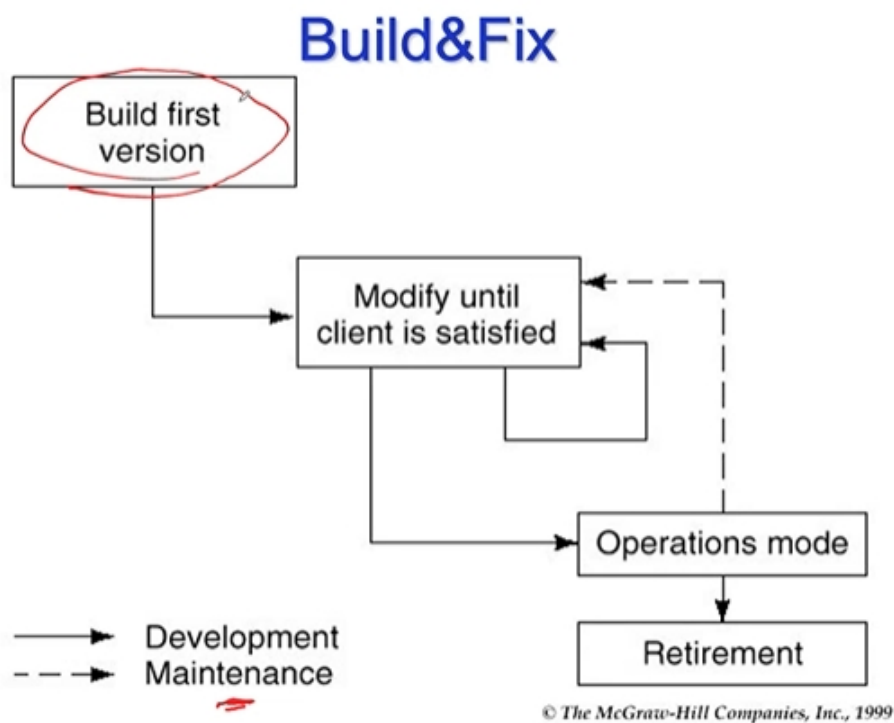 Build&Fix
Build first
version
Modify until
client is satisfied
Operations mode
Retirement
Development
Maintenance
© The McGraw-Hill Companies, Inc., 1999